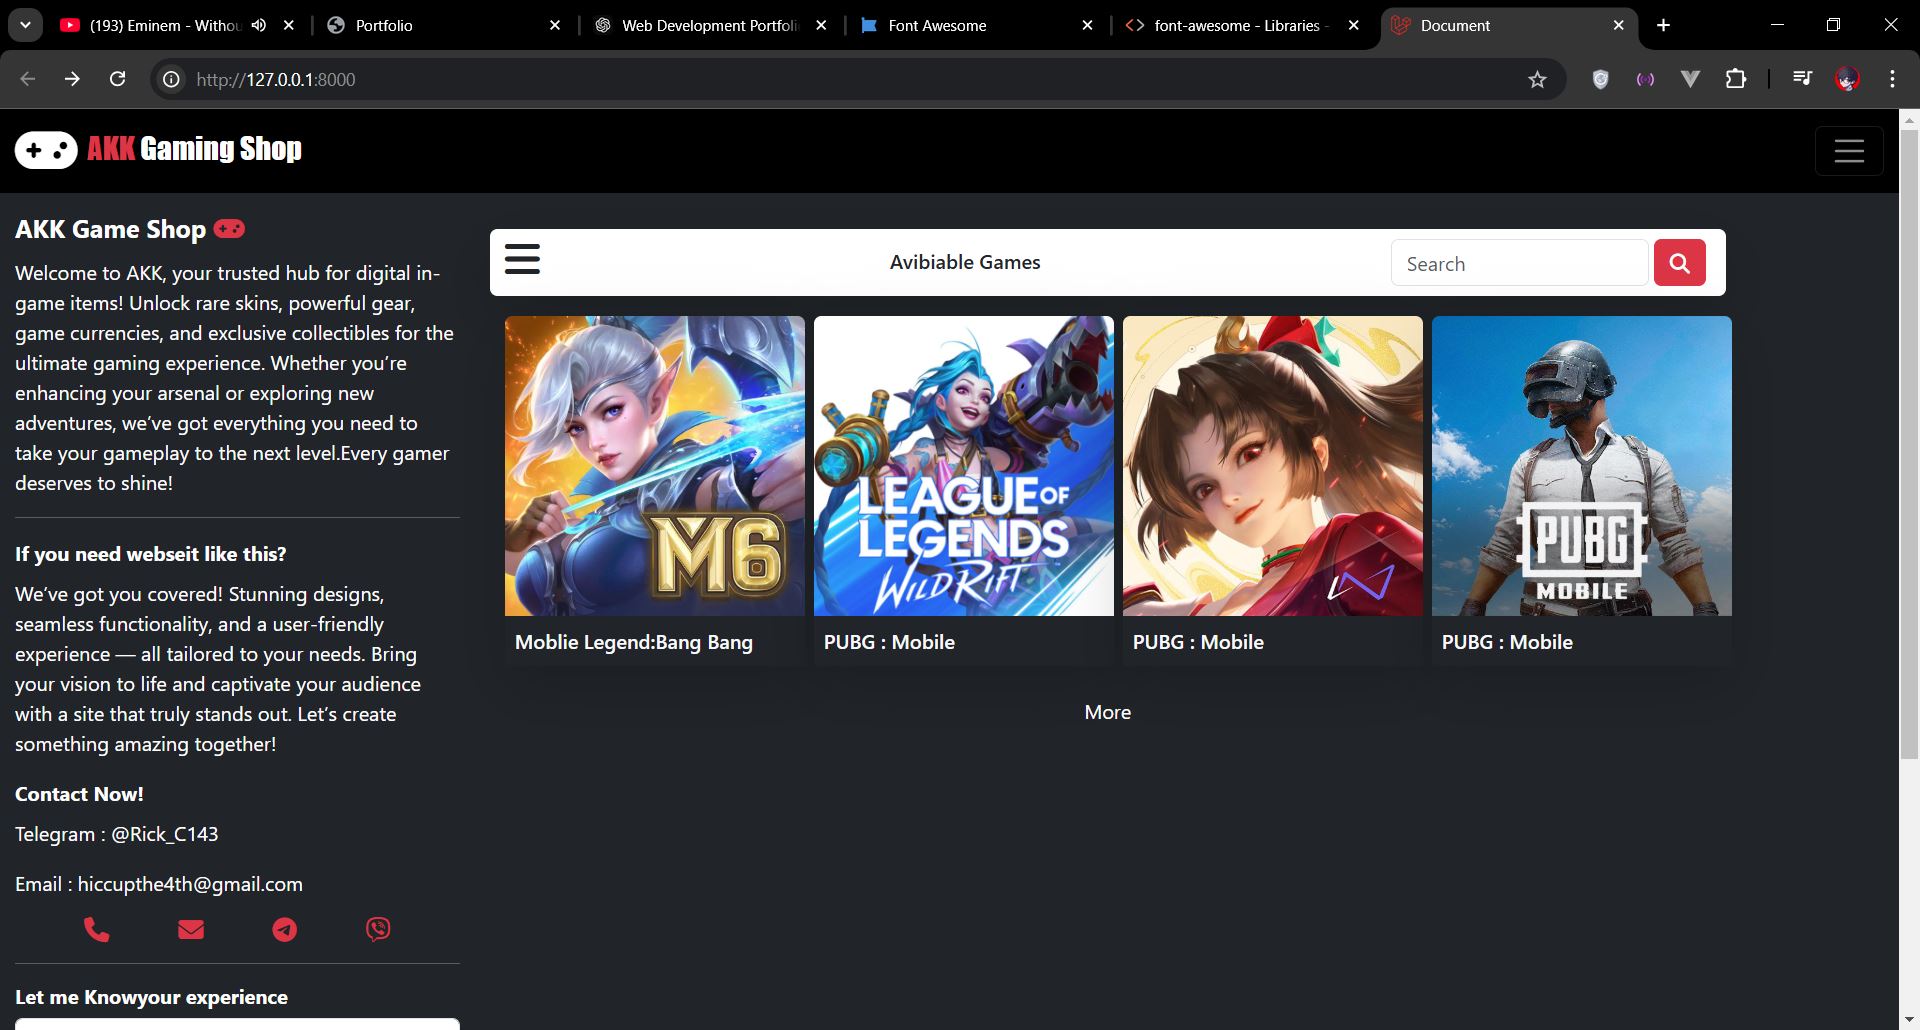 (193) Eminem - Withou
Portfolio
Web Development Portfoli
Font Awesome
font-awesome - Libraries -
Document
http://127.0.0.1:8000
AKK Gaming Shop
AKK Game Shop
Welcome to AKK, your trusted hub for digital in-
game items! Unlock rare skins, powerful gear,
game currencies, and exclusive collectibles for the
ultimate gaming experience. Whether you’re
enhancing your arsenal or exploring new
adventures, we’ve got everything you need to
take your gameplay to the next level.Every gamer
deserves to shine!
If you need webseit like this?
We’ve got you covered! Stunning designs,
seamless functionality, and a user-friendly
experience — all tailored to your needs. Bring
your vision to life and captivate your audience
with a site that truly stands out. Let’s create
something amazing together!
Contact Now!
Telegram : @Rick_C143
Email : hiccupthe4th@gmail.com
Let me Knowyour experience
Avibiable Games
Search
M6
LEAGUE OF
LEGENDS
WILD RIFT
PUBG
MOBILE
Moblie Legend:Bang Bang
PUBG : Mobile
PUBG : Mobile
PUBG : Mobile
More